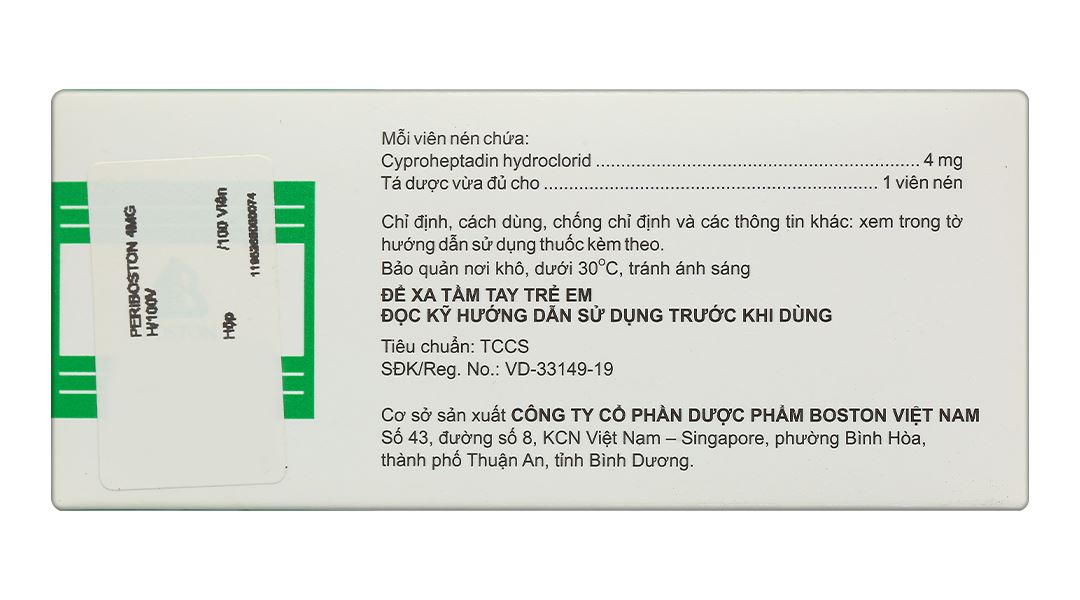 Mỗi viên nén chứa:
Cyproheptadin hydroclorid ................................................................ 4 mg
Tá dược vừa đủ cho .................................................................. 1 viên nén
Chỉ định, cách dùng, chống chỉ định và các thông tin khác: xem trong tờ
hướng dẫn sử dụng thuốc kèm theo.
Bảo quản nơi khô, dưới 30°C, tránh ánh sáng
ĐỂ XA TẦM TAY TRẺ EM
ĐỌC KỸ HƯỚNG DẪN SỬ DỤNG TRƯỚC KHI DÙNG
Tiêu chuẩn: TCCS
SĐK/Reg. No.: VD-33149-19
Cơ sở sản xuất CÔNG TY CỔ PHẦN DƯỢC PHẨM BOSTON VIỆT NAM
Số 43, đường số 8, KCN Việt Nam – Singapore, phường Bình Hòa,
thành phố Thuận An, tỉnh Bình Dương.
PERIBOSTON 4MG
H/100V
Hộp /100 Viên